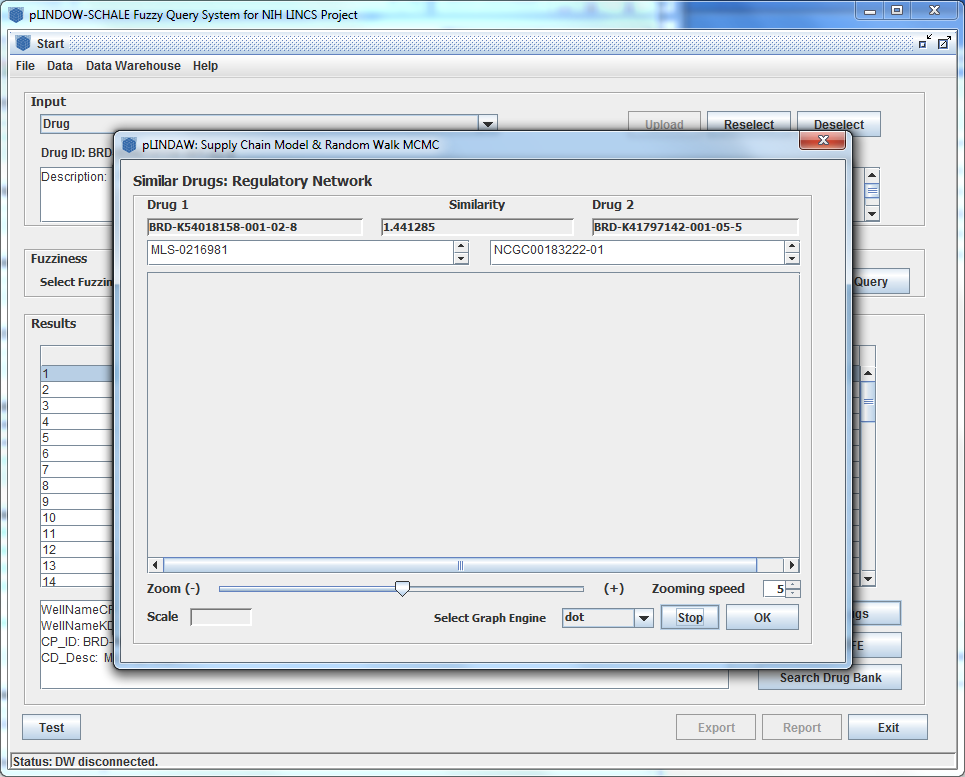 pLINDOW-SCHALE Fuzzy Query System for NIH LINCS Project
Start
File Data Data Warehouse Help
Input
Drug
Upload Reselect Deselect
pLINDAW: Supply Chain Model & Random Walk MCMC
Drug ID: BRD
Description:
Similar Drugs: Regulatory Network
Drug 1 Similarity Drug 2
BRD-K54018158-001-02-8 1.441285 BRD-K41797142-001-05-5
MLS-0216981 NCGC00183222-01
Fuzziness
Select Fuzzin
Query
Results
1
2
3
4
5
6
7
8
9
10
11
12
13
14
Zoom (-) (+) Zooming speed 5
Scale Select Graph Engine dot Stop OK
WellNameCP
WellNameKD
CP_ID: BRD-
CD_Desc: M
gs
FE
Search Drug Bank
Test Export Report Exit
Status: DW disconnected.